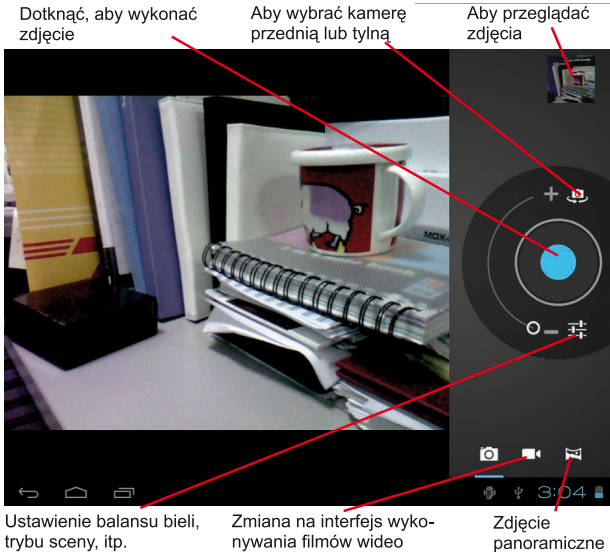 Dotknąć, aby wykonać
zdjęcie
Aby wybrać kamerę
przednią lub tylną
Aby przeglądać
zdjęcia
MOX
3:04
Ustawienie balansu bieli,
trybu sceny, itp.
Zmiana na interfejs wyko-
nywania filmów wideo
Zdjęcie
panoramiczne